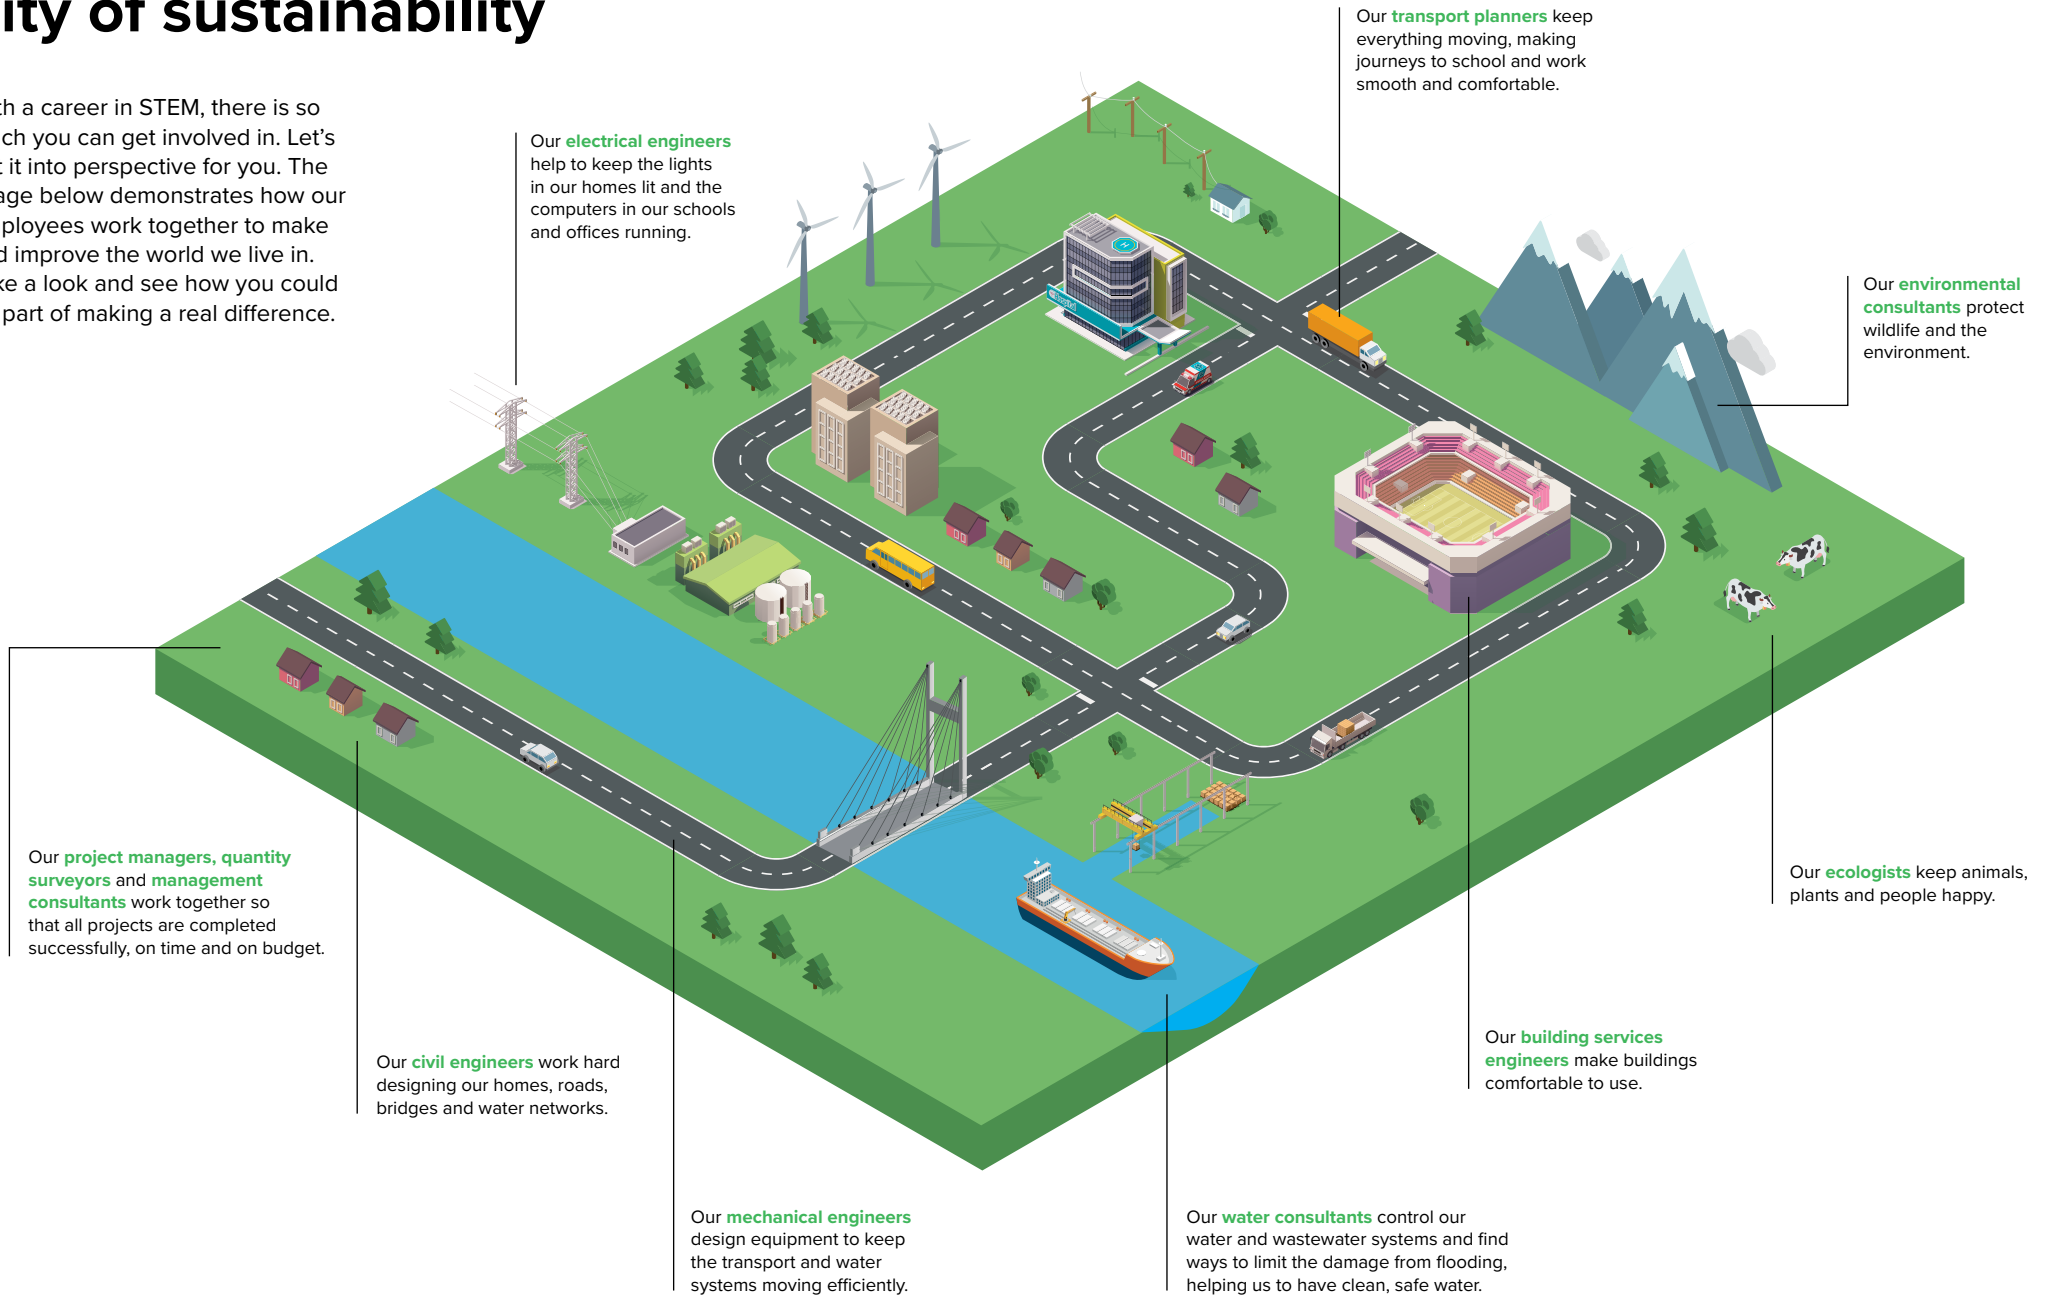 ity of sustainability
th a career in STEM, there is so
ch you can get involved in. Let’s
t it into perspective for you. The
age below demonstrates how our
ployees work together to make
d improve the world we live in.
ke a look and see how you could
part of making a real difference.
Our electrical engineers
help to keep the lights
in our homes lit and the
computers in our schools
and offices running.
Our transport planners keep
everything moving, making
journeys to school and work
smooth and comfortable.
Our environmental
consultants protect
wildlife and the
environment.
H
Hospital
Our project managers, quantity
surveyors and management
consultants work together so
that all projects are completed
successfully, on time and on budget.
Our civil engineers work hard
designing our homes, roads,
bridges and water networks.
Our mechanical engineers
design equipment to keep
the transport and water
systems moving efficiently.
Our water consultants control our
water and wastewater systems and find
ways to limit the damage from flooding,
helping us to have clean, safe water.
Our building services
engineers make buildings
comfortable to use.
Our ecologists keep animals,
plants and people happy.